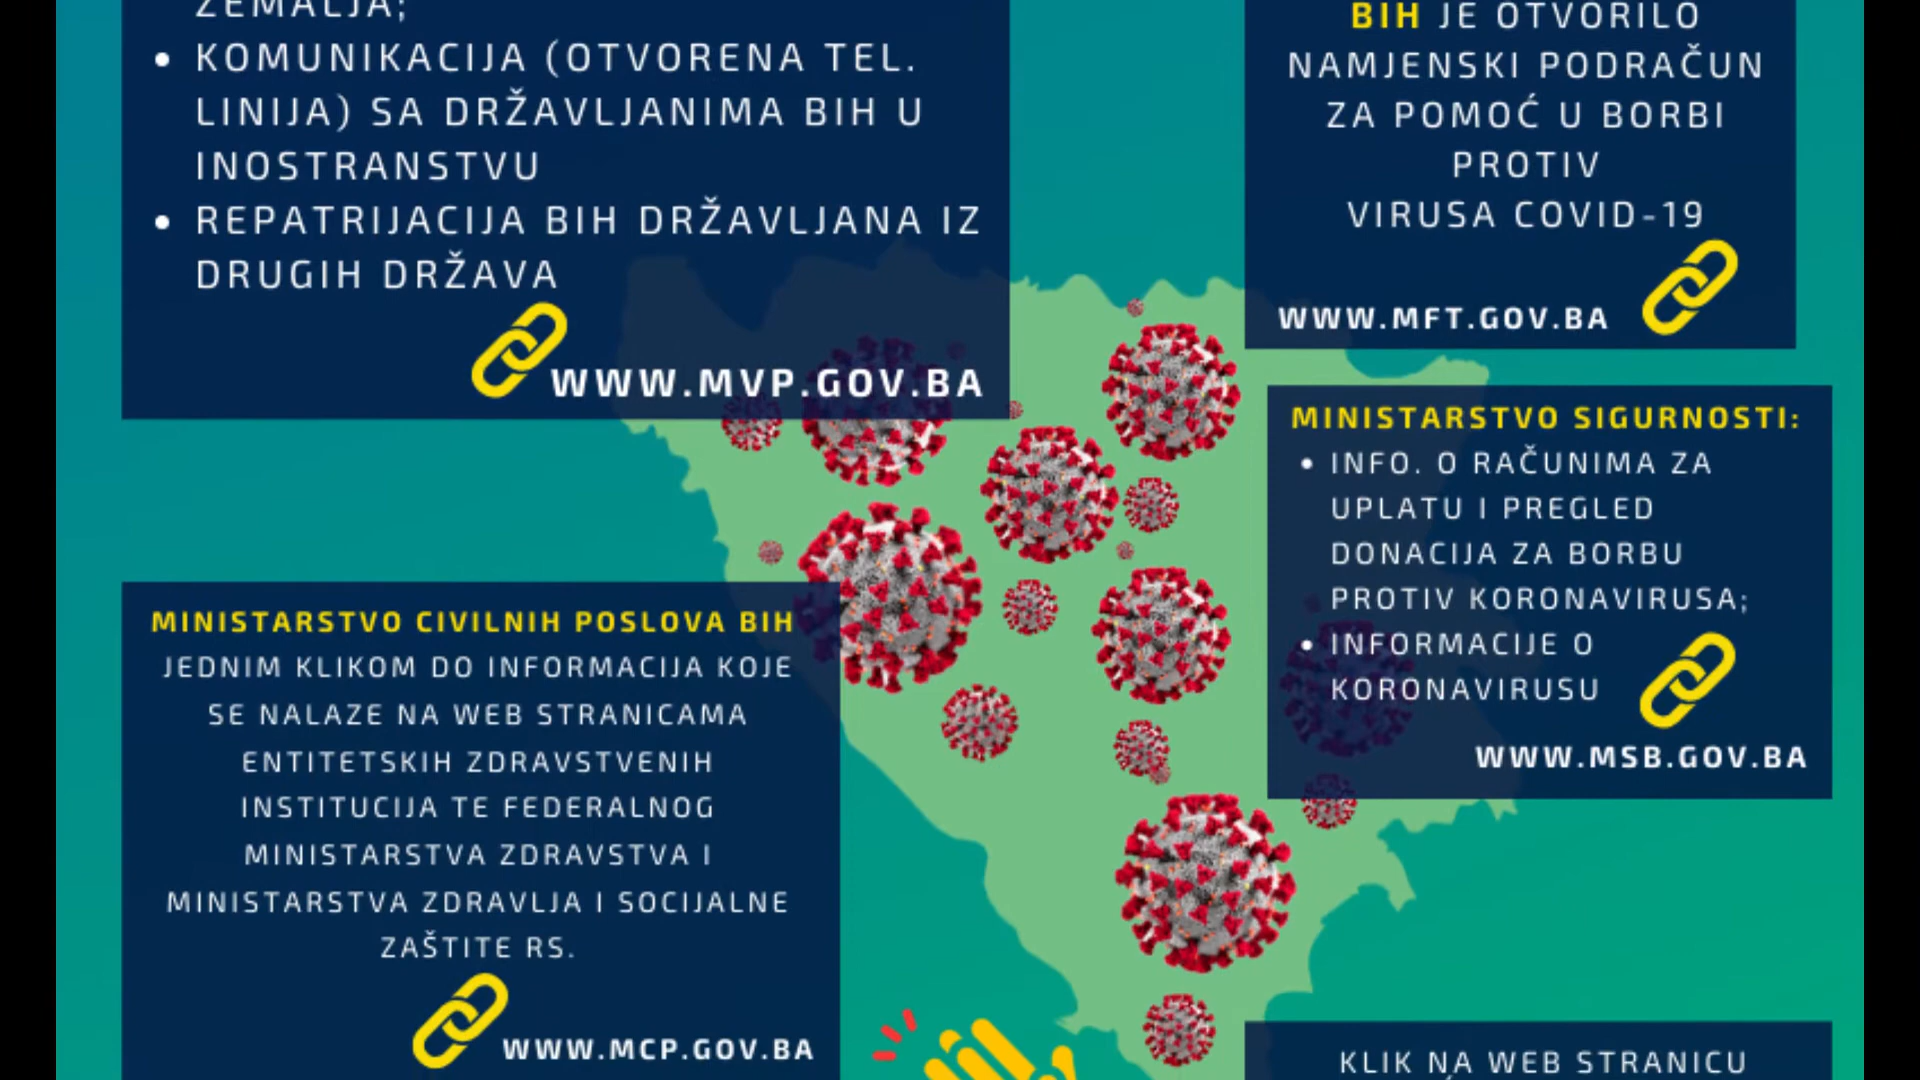 ZEMALJA;
• KOMUNIKACIJA (OTVORENA TEL.
LINIJA) SA DRŽAVLJANIMA BIH U
INOSTRANSTVU
• REPATRIJACIJA BIH DRŽAVLJANA IZ
DRUGIH DRŽAVA
WWW.MVP.GOV.BA
BIH JE OTVORILO
NAMJENSKI PODRAČUN
ZA POMOĆ U BORBI
PROTIV
VIRUSA COVID-19
WWW.MFT.GOV.BA
MINISTARSTVO SIGURNOSTI:
• INFO. O RAČUNIMA ZA
UPLATU I PREGLED
DONACIJA ZA BORBU
PROTIV KORONAVIRUSA;
• INFORMACIJE O
KORONAVIRUSU
WWW.MSB.GOV.BA
MINISTARSTVO CIVILNIH POSLOVA BIH
JEDNIM KLIKOM DO INFORMACIJA KOJE
SE NALAZE NA WEB STRANICAMA
ENTITETSKIH ZDRAVSTVENIH
INSTITUCIJA TE FEDERALNOG
MINISTARSTVA ZDRAVSTVA I
MINISTARSTVA ZDRAVLJA I SOCIJALNE
ZAŠTITE RS.
WWW.MCP.GOV.BA
KLIK NA WEB STRANICU